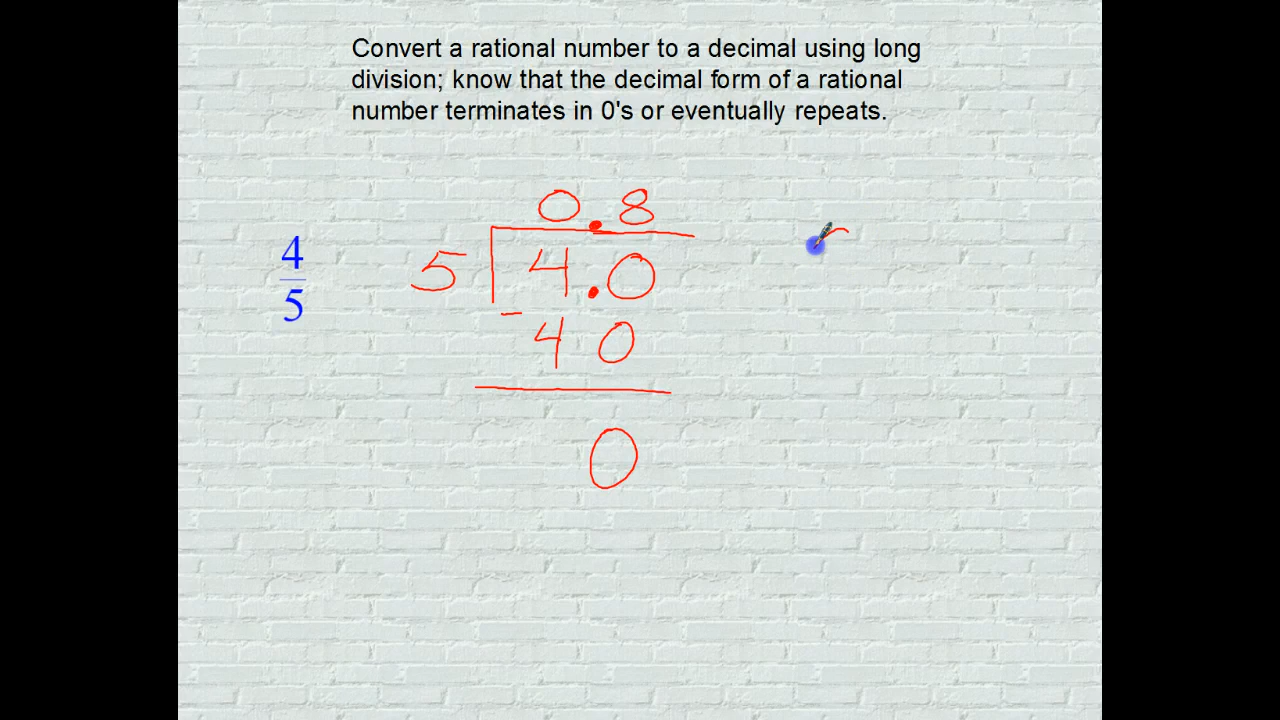 Convert a rational number to a decimal using long
division; know that the decimal form of a rational
number terminates in 0's or eventually repeats.
0.8
4
5
5 4.0
- 40
0